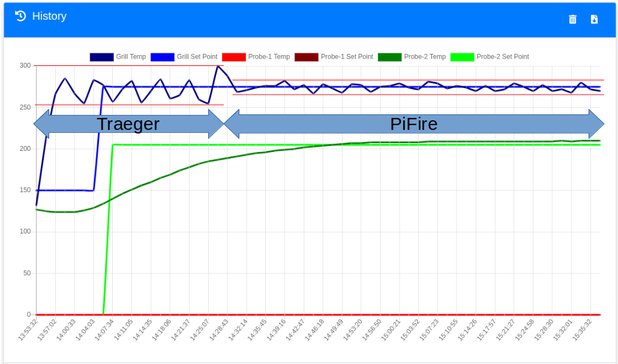 History
Grill Temp Grill Set Point Probe-1 Temp Probe-1 Set Point Probe-2 Temp Probe-2 Set Point
300
250
Traeger PiFire
200
150
100
50
0
13:53:32 13:57:02 14:00:33 14:04:03 14:07:34 14:11:05 14:14:35 14:18:06 14:21:37 14:25:07 14:28:43 14:32:14 14:35:45 14:39:16 14:42:47 14:46:18 14:49:49 14:53:20 14:56:50 15:00:21 15:03:52 15:07:23 15:10:55 15:14:26 15:17:57 15:21:27 15:24:58 15:28:30 15:32:01 15:35:32